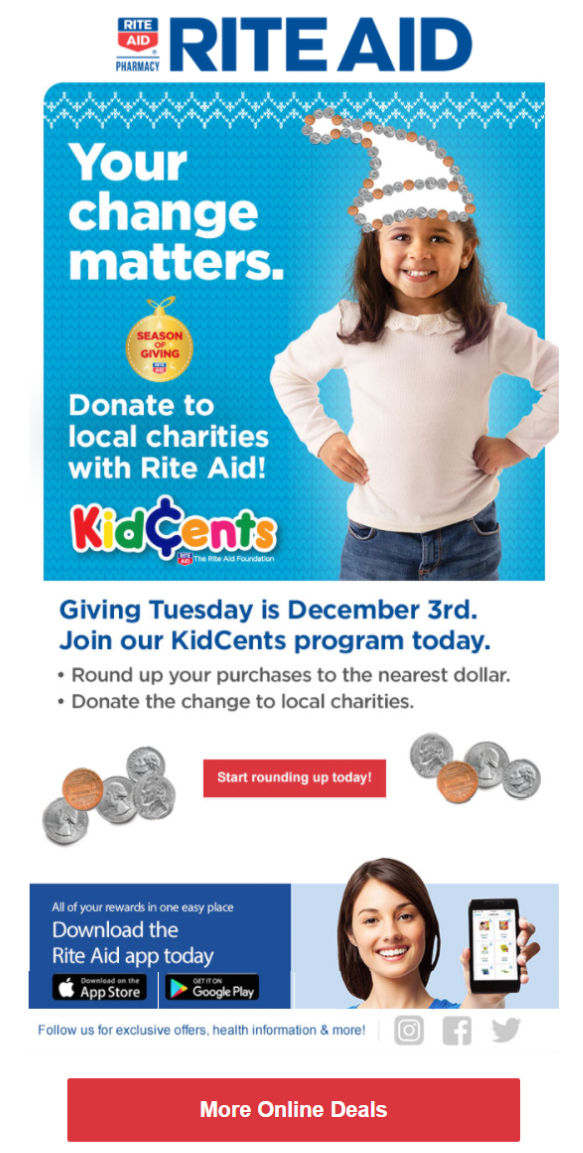 RITE
AID
PHARMACY
RITE AID
Your
change
matters.
SEASON
OF
GIVING
RITE
AID
Donate to
local charities
with Rite Aid!
KidCents
RITE
AID
The Rite Aid Foundation
Giving Tuesday is December 3rd.
Join our KidCents program today.
• Round up your purchases to the nearest dollar.
• Donate the change to local charities.
Start rounding up today!
All of your rewards in one easy place
Download the
Rite Aid app today
Download on the
App Store
GET IT ON
Google Play
Follow us for exclusive offers, health information & more!
More Online Deals